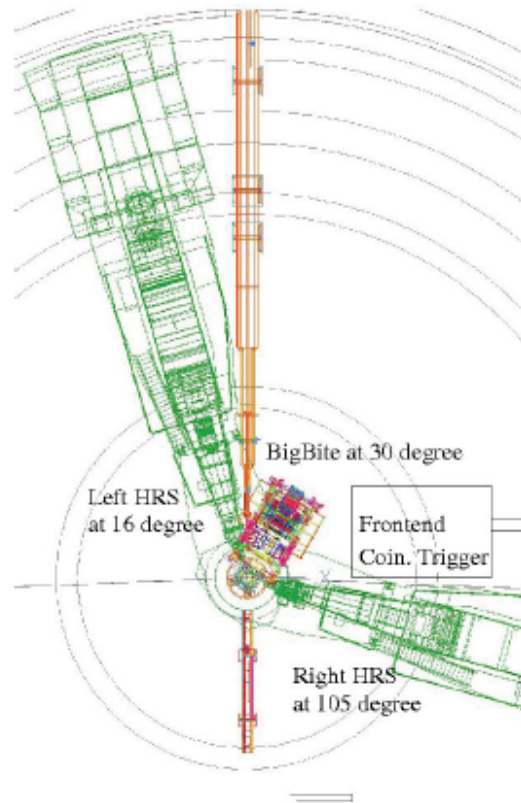 BigBite at 30 degree
Left HRS
at 16 degree
Frontend
Coin. Trigger
Right HRS
at 105 degree